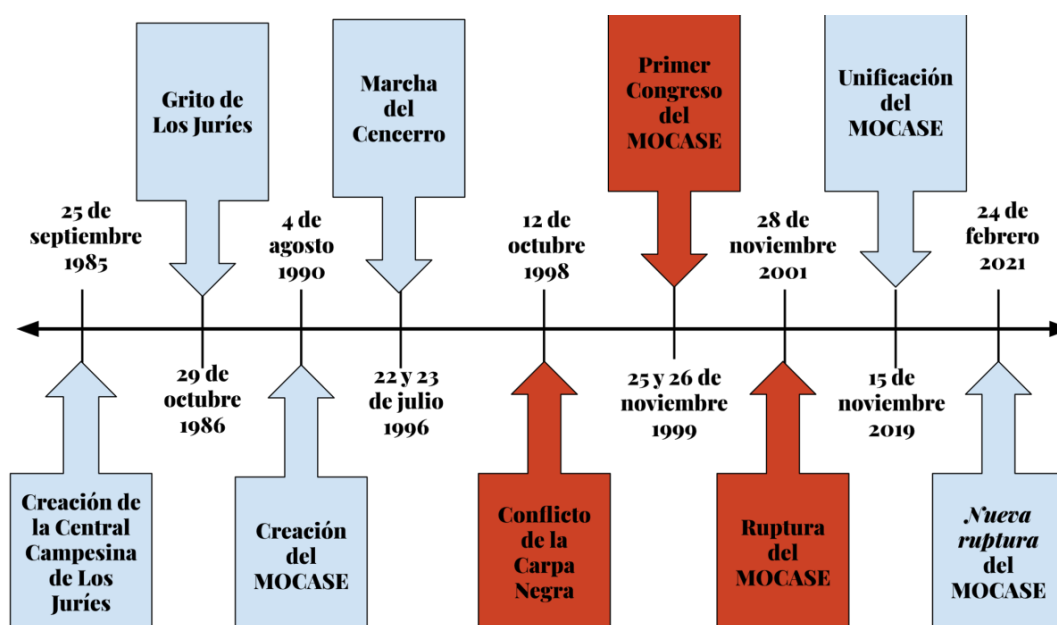 Grito de
Los Juríes
Marcha
del
Cencerro
Primer
Congreso
del
MOCASE
Unificación
del
MOCASE
25 de
septiembre
1985
4 de
agosto
1990
12 de
octubre
1998
28 de
noviembre
2001
24 de
febrero
2021
29 de
octubre
1986
22 y 23
de julio
1996
25 y 26 de
noviembre
1999
15 de
noviembre
2019
Creación de
la Central
Campesina
de Los
Juríes
Creación
del
MOCASE
Conflicto
de la
Carpa
Negra
Ruptura
del
MOCASE
Nueva
ruptura
del
MOCASE